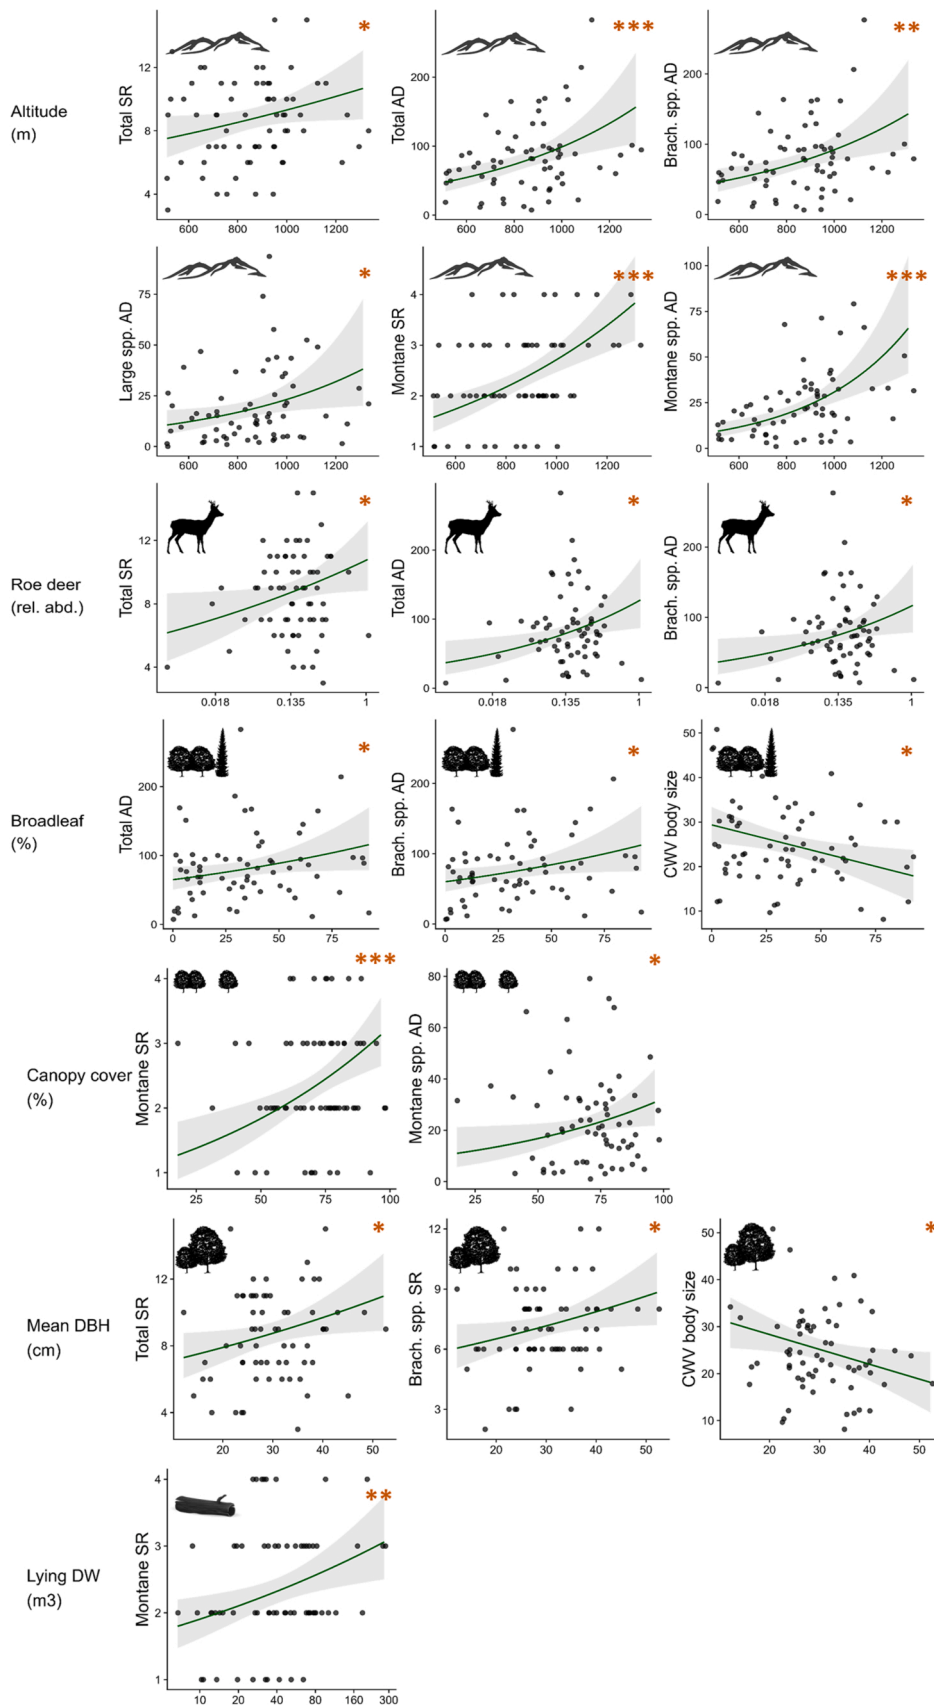 * *** **
Total SR
Total AD
Brach. spp. AD
Altitude
(m)
12
8
4
200
100
0
200
100
0
600 800 1000 1200
600 800 1000 1200
600 800 1000 1200
* *** ***
Large spp. AD
Montane SR
Montane spp. AD
75
50
25
0
4
3
2
1
100
75
50
25
0
600 800 1000 1200
600 800 1000 1200
600 800 1000 1200
* * *
Total SR
Total AD
Brach. spp. AD
Roe deer
(rel. abd.)
12
8
4
200
100
0
200
100
0
0.018 0.135 1
0.018 0.135 1
0.018 0.135 1
* * *
Total AD
Brach. spp. AD
CWV body size
Broadleaf
(%)
200
100
0
200
100
0
50
40
30
20
10
0 25 50 75
0 25 50 75
0 25 50 75
*** *
Montane SR
Montane spp. AD
Canopy cover
(%)
4
3
2
1
80
60
40
20
0
25 50 75 100
25 50 75 100
* * *
Total SR
Brach. spp. SR
CWV body size
Mean DBH
(cm)
12
8
4
12
9
6
3
50
40
30
20
10
20 30 40 50
20 30 40 50
20 30 40 50
**
Montane SR
Lying DW
(m3)
4
3
2
1
10 20 40 80 160 300